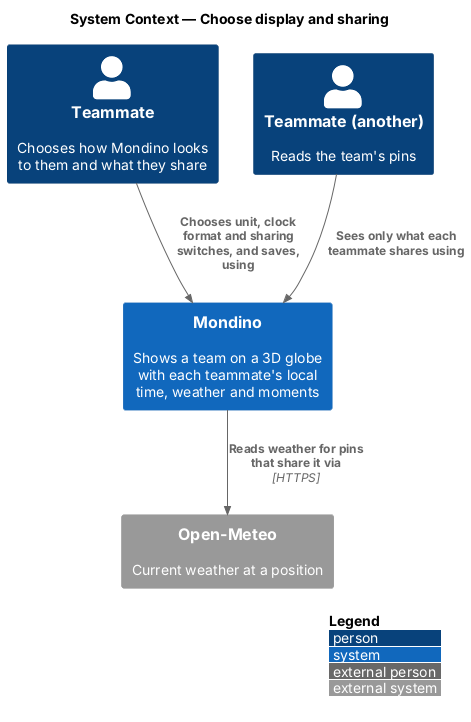 System Context — Choose display and sharing
Teammate
Chooses how Mondino looks
to them and what they share
Teammate (another)
Reads the team's pins
Chooses unit, clock
format and sharing
switches, and saves,
using
Sees only what each
teammate shares using
Mondino
Shows a team on a 3D globe
with each teammate's local
time, weather and moments
Reads weather for pins
that share it via
[HTTPS]
Open-Meteo
Current weather at a position
Legend
person
system
external person
external system